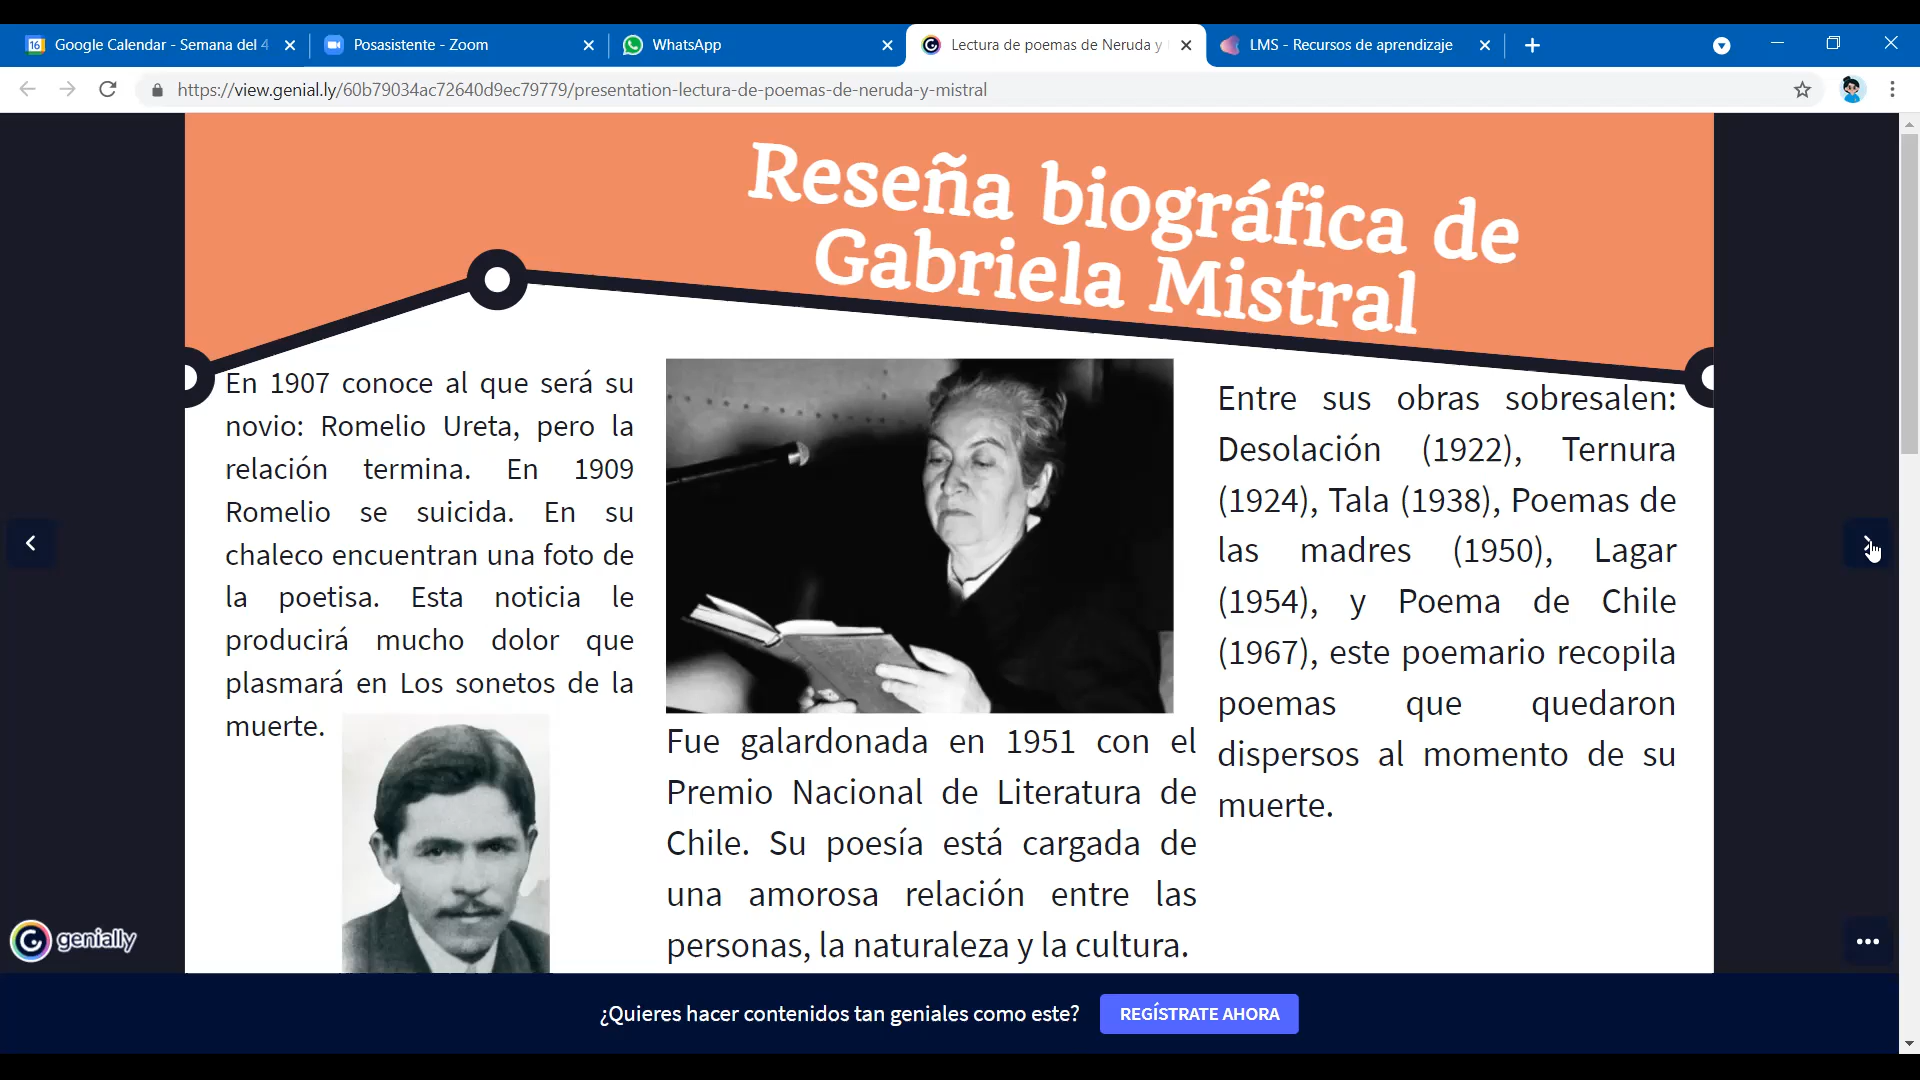 Google Calendar - Semana del 4
Posasistente - Zoom
WhatsApp
Lectura de poemas de Neruda y
LMS - Recursos de aprendizaje
https://view.genial.ly/60b79034ac72640d9ec79779/presentation-lectura-de-poemas-de-neruda-y-mistral
Reseña biográfica de
Gabriela Mistral
En 1907 conoce al que será su
novio: Romelio Ureta, pero la
relación termina. En 1909
Romelio se suicida. En su
chaleco encuentran una foto de
la poetisa. Esta noticia le
producirá mucho dolor que
plasmará en Los sonetos de la
muerte.
Fue galardonada en 1951 con el
Premio Nacional de Literatura de
Chile. Su poesía está cargada de
una amorosa relación entre las
personas, la naturaleza y la cultura.
Entre sus obras sobresalen:
Desolación (1922), Ternura
(1924), Tala (1938), Poemas de
las madres (1950), Lagar
(1954), y Poema de Chile
(1967), este poemario recopila
poemas que quedaron
dispersos al momento de su
muerte.
genially
¿Quieres hacer contenidos tan geniales como este?
REGÍSTRATE AHORA